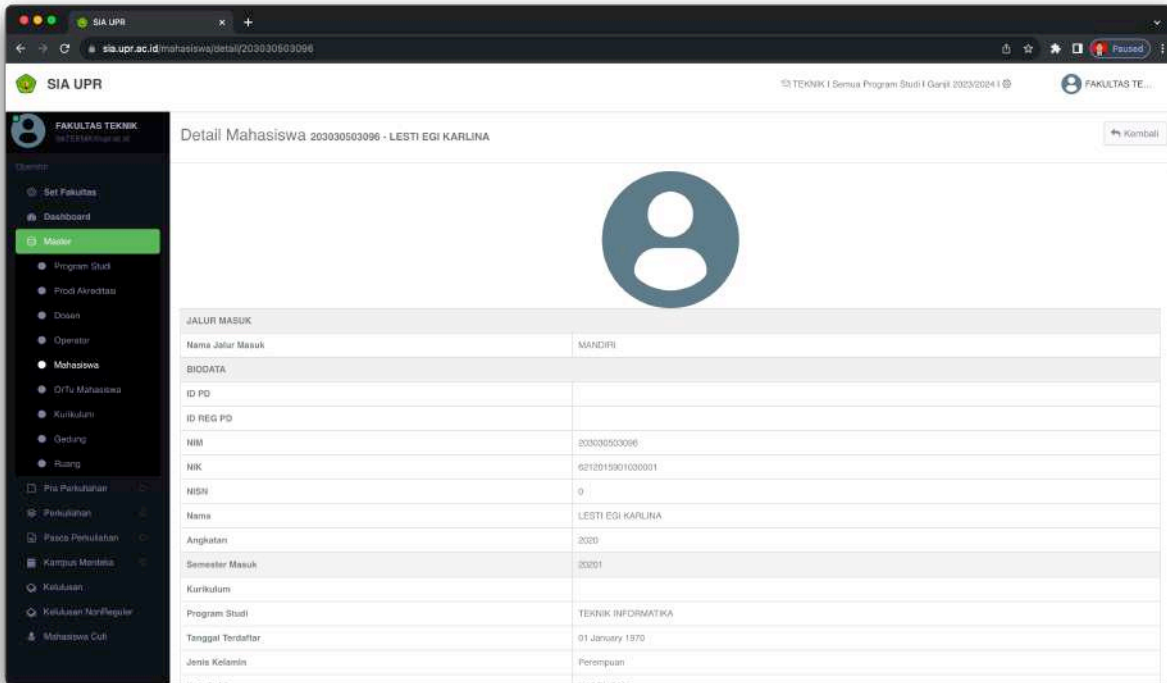 SIA UPR
sia.upr.ac.id/mahasiswa/detail/203030503096
Paused
SIA UPR
TEKNIK | Semua Program Studi | Ganjil 2023/2024 |
FAKULTAS TE...
FAKULTAS TEKNIK
Detail Mahasiswa 203030503096 - LESTI EGI KARLINA
Kembali
Operator
Set Fakultas
Dashboard
Master
Program Studi
Prodi Akreditasi
Dosen
Operator
Mahasiswa
OrTu Mahasiswa
Kurikulum
Gedung
Ruang
Pra Perkuliahan
Perkuliahan
Pasca Perkuliahan
Kampus Merdeka
Kelulusan
Kelulusan NonReguler
Mahasiswa Cuti
JALUR MASUK
Nama Jalur Masuk MANDIRI
BIODATA
ID PD
ID REG PD
NIM 203030503096
NIK 6212015901030001
NISN 0
Nama LESTI EGI KARLINA
Angkatan 2020
Semester Masuk 20201
Kurikulum
Program Studi TEKNIK INFORMATIKA
Tanggal Terdaftar 01 January 1970
Jenis Kelamin Perempuan